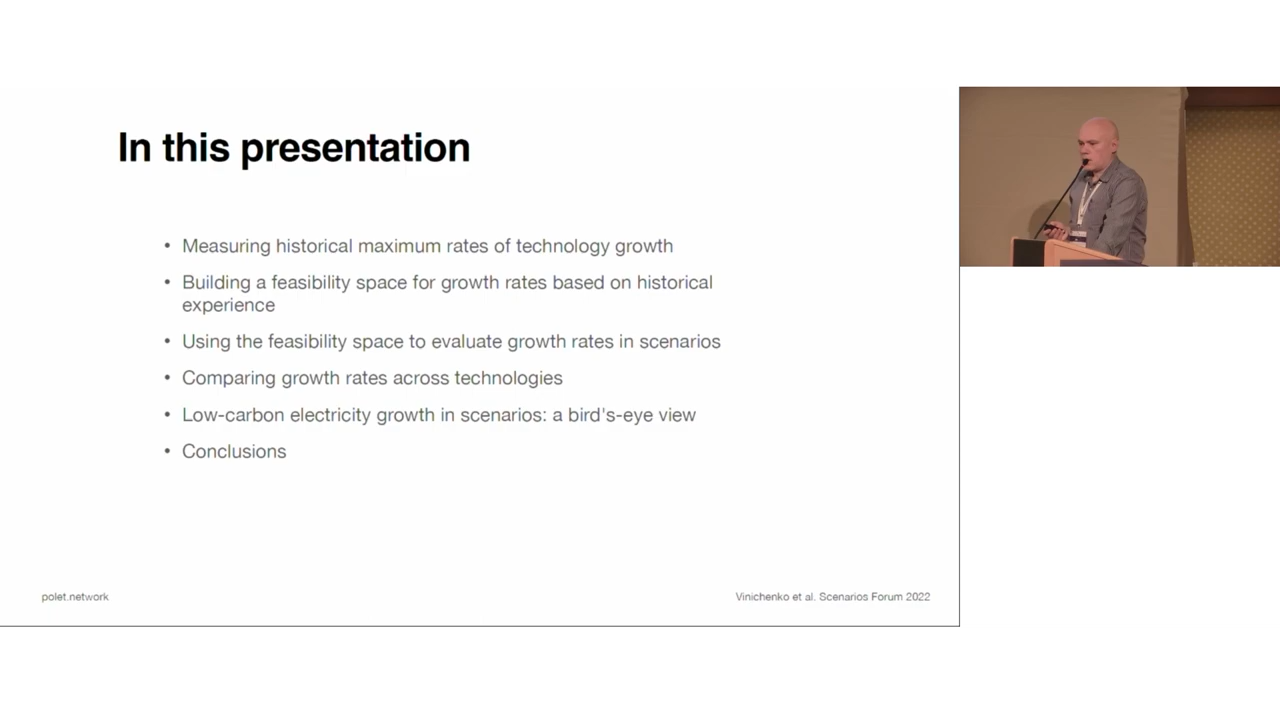 In this presentation
• Measuring historical maximum rates of technology growth
• Building a feasibility space for growth rates based on historical
experience
• Using the feasibility space to evaluate growth rates in scenarios
• Comparing growth rates across technologies
• Low-carbon electricity growth in scenarios: a bird's-eye view
• Conclusions
polet.network
Vinichenko et al. Scenarios Forum 2022